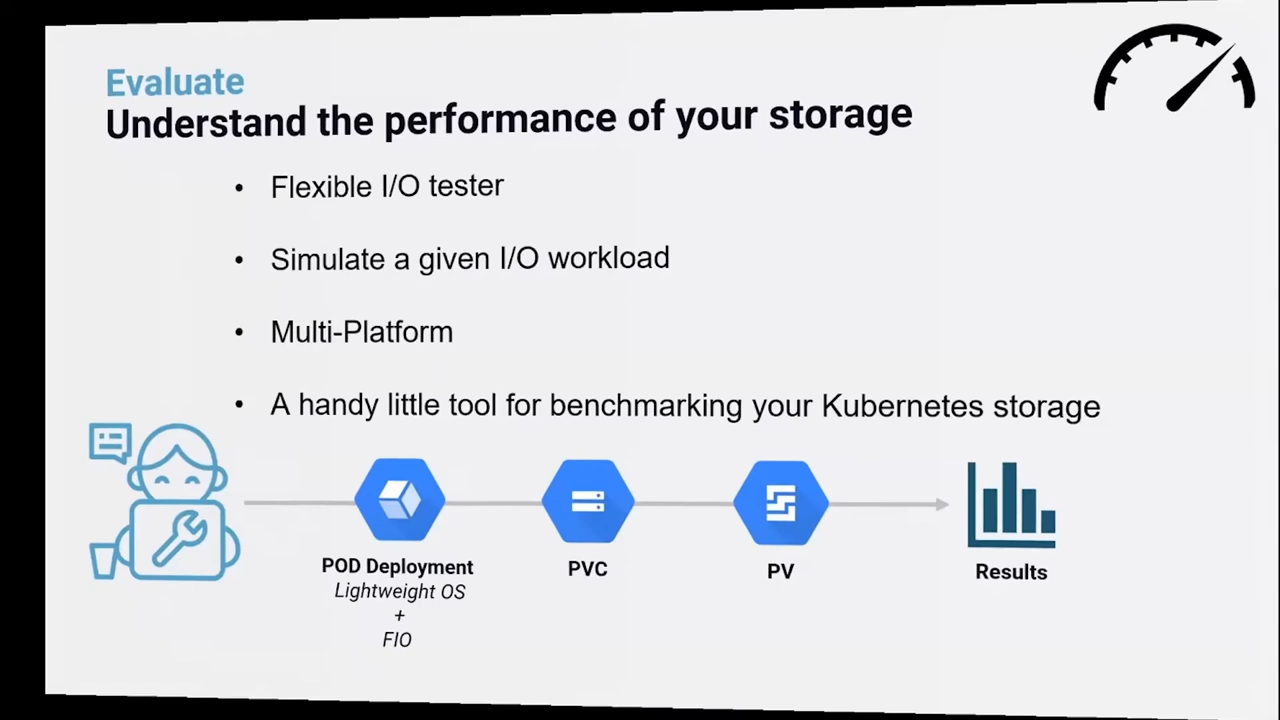 Evaluate
Understand the performance of your storage
• Flexible I/O tester
• Simulate a given I/O workload
• Multi-Platform
• A handy little tool for benchmarking your Kubernetes storage
POD Deployment
Lightweight OS
+
FIO
PVC
PV
Results